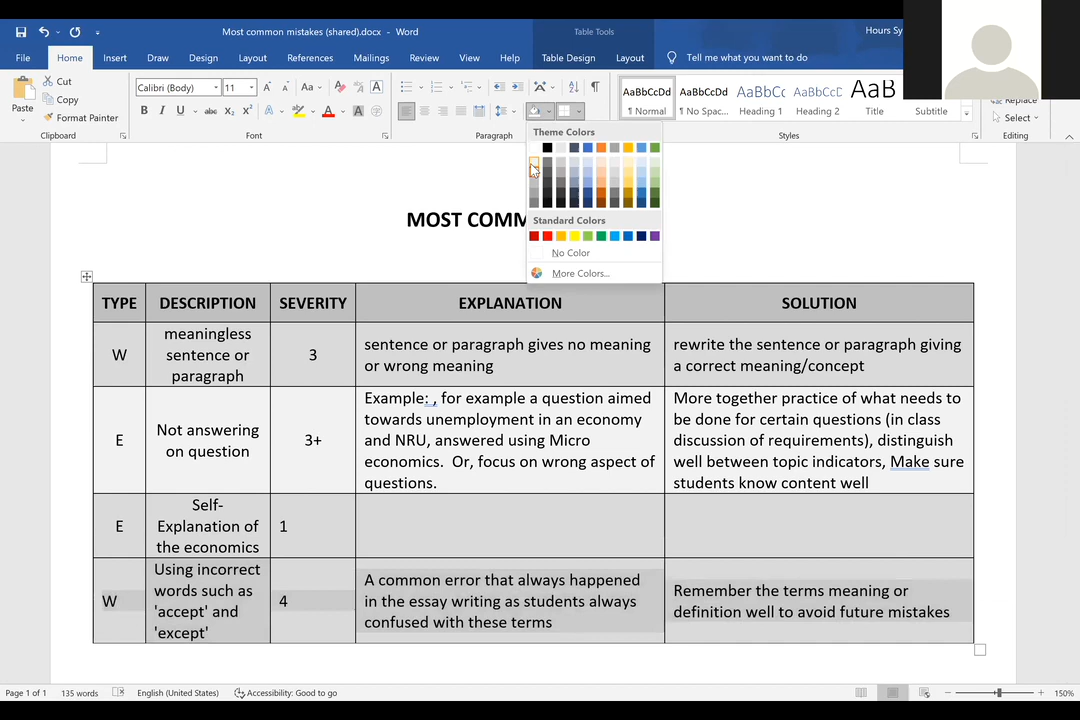 Most common mistakes (shared).docx - Word
Table Tools
Hours Sy
File Home Insert Draw Design Layout References Mailings Review View Help Table Design Layout Tell me what you want to do
Cut
Copy
Format Painter
Paste
Clipboard
Calibri (Body) 11
Font
Paragraph
AaBbCcDd AaBbCcDd AaBbCc AaBbCcD AaB
¶ Normal ¶ No Spac... Heading 1 Heading 2 Title Subtitle
Styles
Replace
Select
Editing
Theme Colors
Standard Colors
No Color
More Colors...
MOST COMM
TYPE DESCRIPTION SEVERITY EXPLANATION SOLUTION
W
meaningless
sentence or
paragraph
3
sentence or paragraph gives no meaning
or wrong meaning
rewrite the sentence or paragraph giving
a correct meaning/concept
E
Not answering
on question
3+
Example: , for example a question aimed
towards unemployment in an economy
and NRU, answered using Micro
economics. Or, focus on wrong aspect of
questions.
More together practice of what needs to
be done for certain questions (in class
discussion of requirements), distinguish
well between topic indicators, Make sure
students know content well
E
Self-
Explanation of
the economics
1
W
Using incorrect
words such as
'accept' and
'except'
4
A common error that always happened
in the essay writing as students always
confused with these terms
Remember the terms meaning or
definition well to avoid future mistakes
Page 1 of 1 135 words English (United States) Accessibility: Good to go 150%